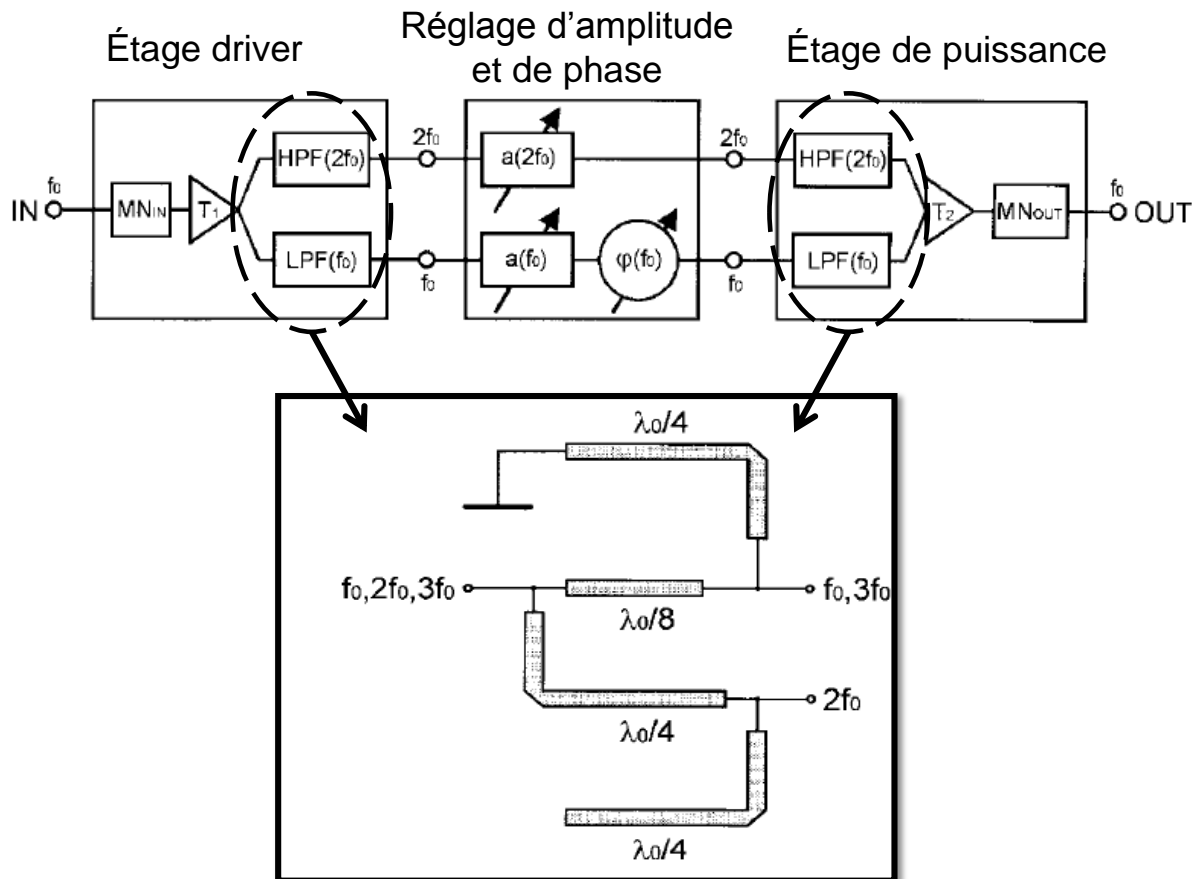 Étage driver
Réglage d’amplitude
et de phase
Étage de puissance
IN
f₀
MN_IN
T₁
HPF(2f₀)
LPF(f₀)
2f₀
f₀
a(2f₀)
a(f₀)
φ(f₀)
2f₀
f₀
HPF(2f₀)
LPF(f₀)
T₂
MN_OUT
f₀
OUT
λ₀/4
f₀,2f₀,3f₀
λ₀/8
f₀,3f₀
λ₀/4
2f₀
λ₀/4